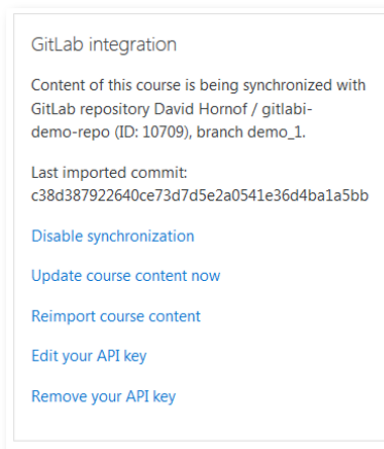 GitLab integration
Content of this course is being synchronized with
GitLab repository David Hornof / gitlabi-
demo-repo (ID: 10709), branch demo_1.
Last imported commit:
c38d387922640ce73d7d5e2a0541e36d4ba1a5bb
Disable synchronization
Update course content now
Reimport course content
Edit your API key
Remove your API key